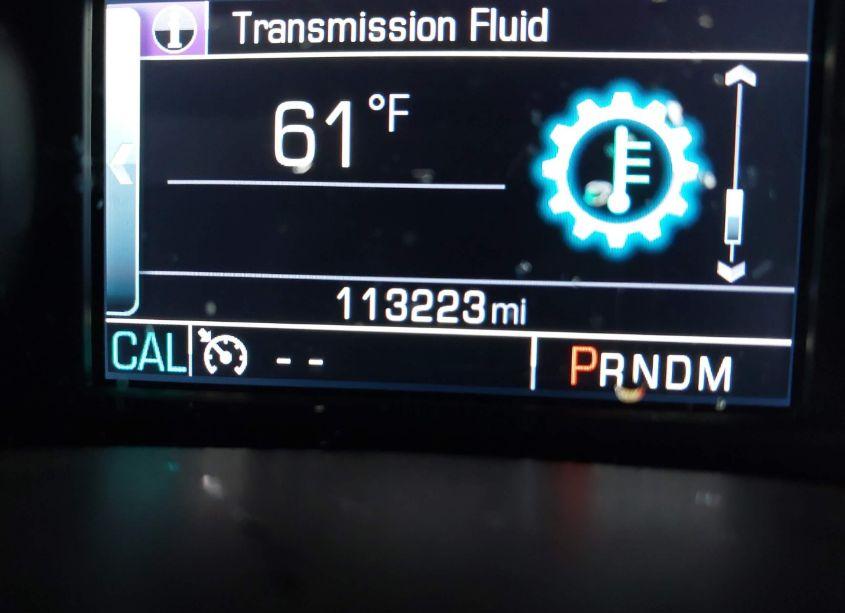 Transmission Fluid
61°F
113223mi
CAL -- PRNDM